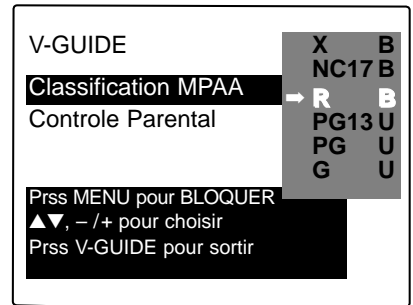 V-GUIDE
Classification MPAA
Controle Parental
X B
NC17 B
➡ R B
PG13 U
PG U
G U
Prss MENU pour BLOQUER
▲▼, – /+ pour choisir
Prss V-GUIDE pour sortir